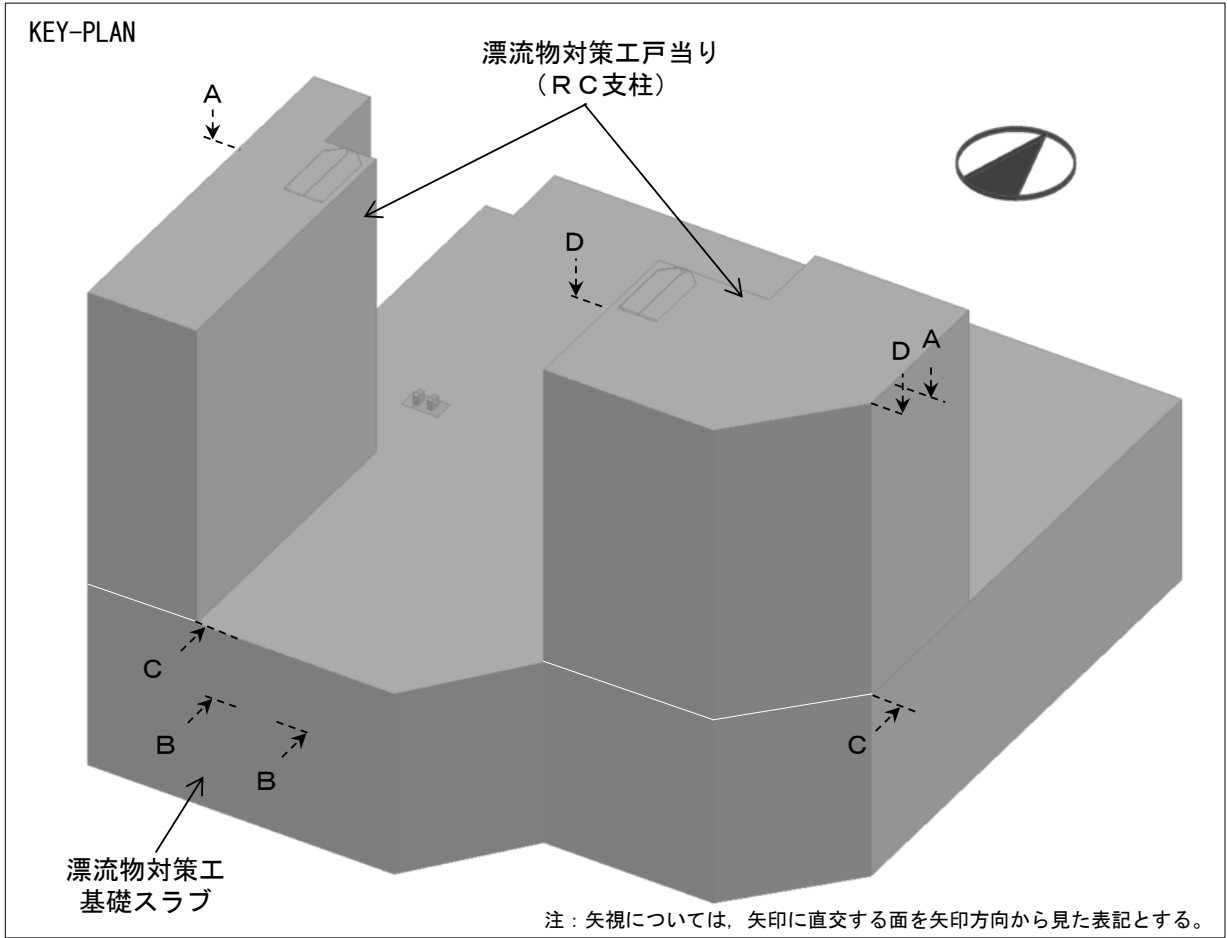 KEY-PLAN
漂流物対策工戸当り
（ＲＣ支柱）
A
D
D
A
C
B
B
C
漂流物対策工
基礎スラブ
注：矢視については，矢印に直交する面を矢印方向から見た表記とする。